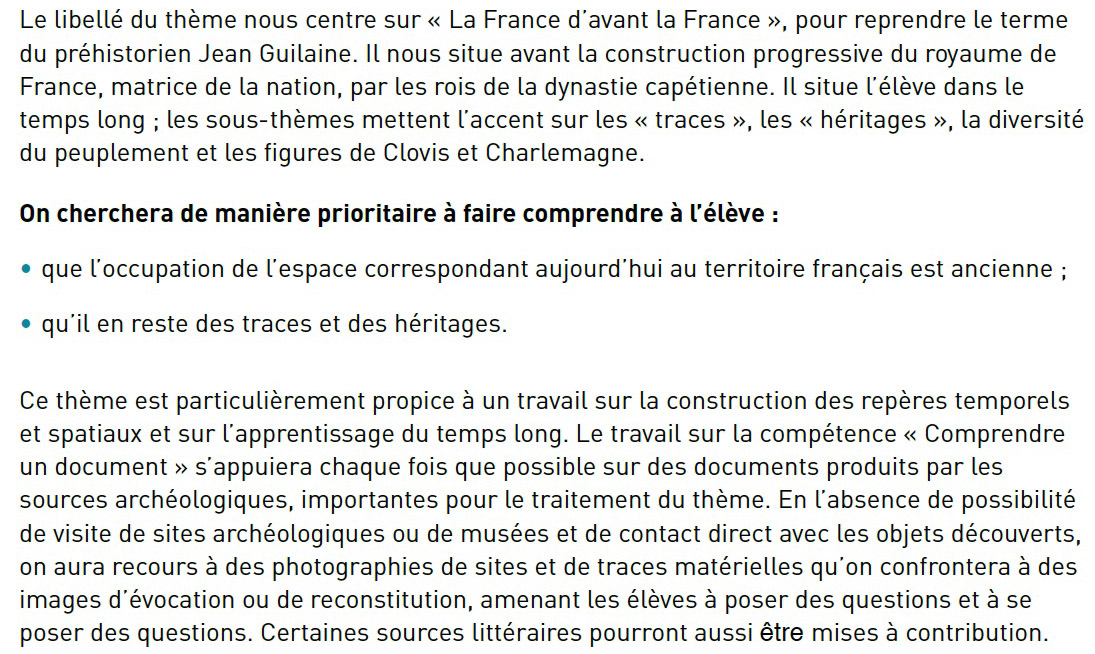 Le libellé du thème nous centre sur « La France d’avant la France », pour reprendre le terme
du préhistorien Jean Guilaine. Il nous situe avant la construction progressive du royaume de
France, matrice de la nation, par les rois de la dynastie capétienne. Il situe l’élève dans le
temps long ; les sous-thèmes mettent l’accent sur les « traces », les « héritages », la diversité
du peuplement et les figures de Clovis et Charlemagne.
On cherchera de manière prioritaire à faire comprendre à l’élève :
• que l’occupation de l’espace correspondant aujourd’hui au territoire français est ancienne ;
• qu’il en reste des traces et des héritages.
Ce thème est particulièrement propice à un travail sur la construction des repères temporels
et spatiaux et sur l’apprentissage du temps long. Le travail sur la compétence « Comprendre
un document » s’appuiera chaque fois que possible sur des documents produits par les
sources archéologiques, importantes pour le traitement du thème. En l’absence de possibilité
de visite de sites archéologiques ou de musées et de contact direct avec les objets découverts,
on aura recours à des photographies de sites et de traces matérielles qu’on confrontera à des
images d’évocation ou de reconstitution, amenant les élèves à poser des questions et à se
poser des questions. Certaines sources littéraires pourront aussi être mises à contribution.